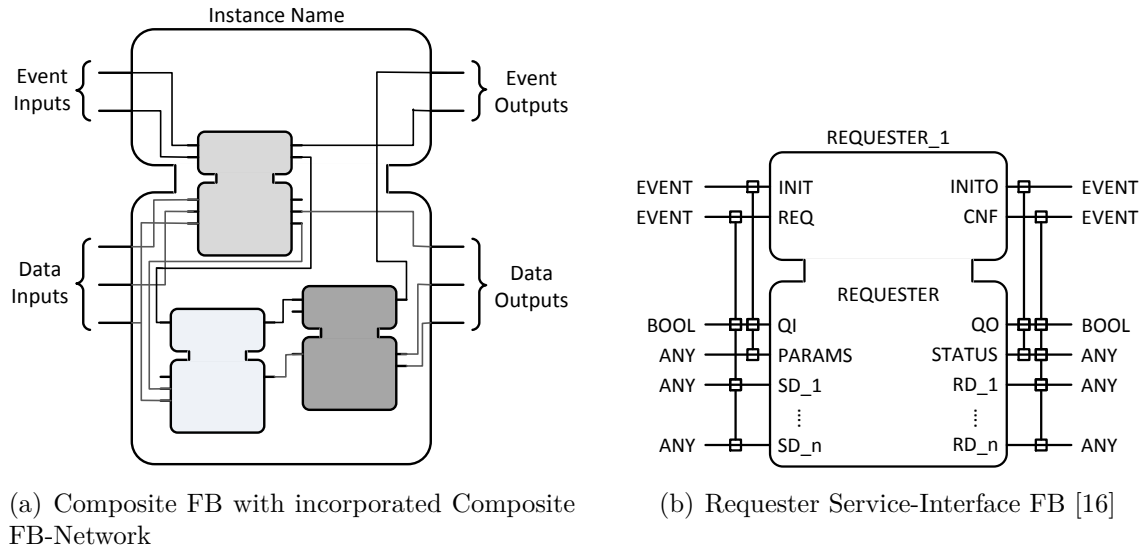 Instance Name
Event
Inputs
Event
Outputs
Data
Inputs
Data
Outputs
REQUESTER_1
EVENT INIT INITO EVENT
EVENT REQ CNF EVENT
REQUESTER
BOOL QI QO BOOL
ANY PARAMS STATUS ANY
ANY SD_1 RD_1 ANY
ANY SD_n RD_n ANY
(a) Composite FB with incorporated Composite
FB-Network
(b) Requester Service-Interface FB [16]